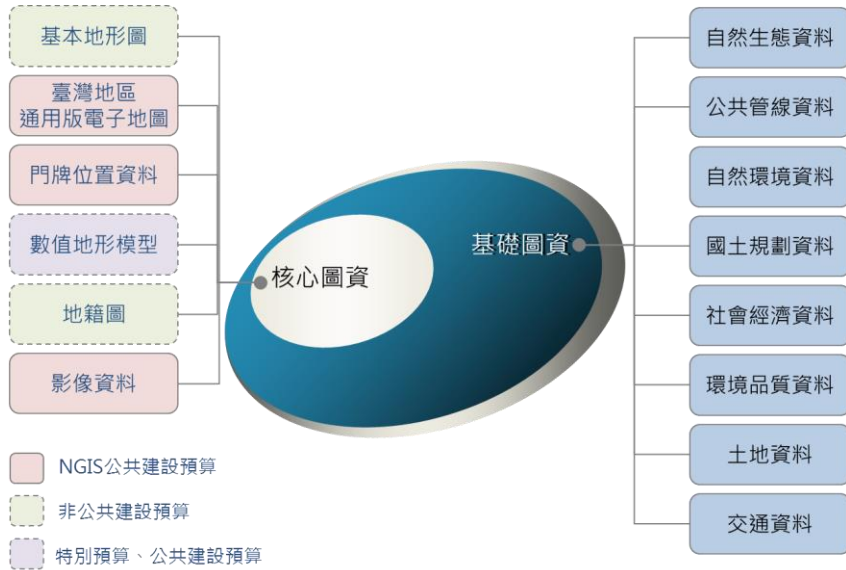 基本地形圖
臺灣地區
通用版電子地圖
門牌位置資料
數值地形模型
地籍圖
影像資料
核心圖資
基礎圖資
自然生態資料
公共管線資料
自然環境資料
國土規劃資料
社會經濟資料
環境品質資料
土地資料
交通資料
NGIS公共建設預算
非公共建設預算
特別預算、公共建設預算